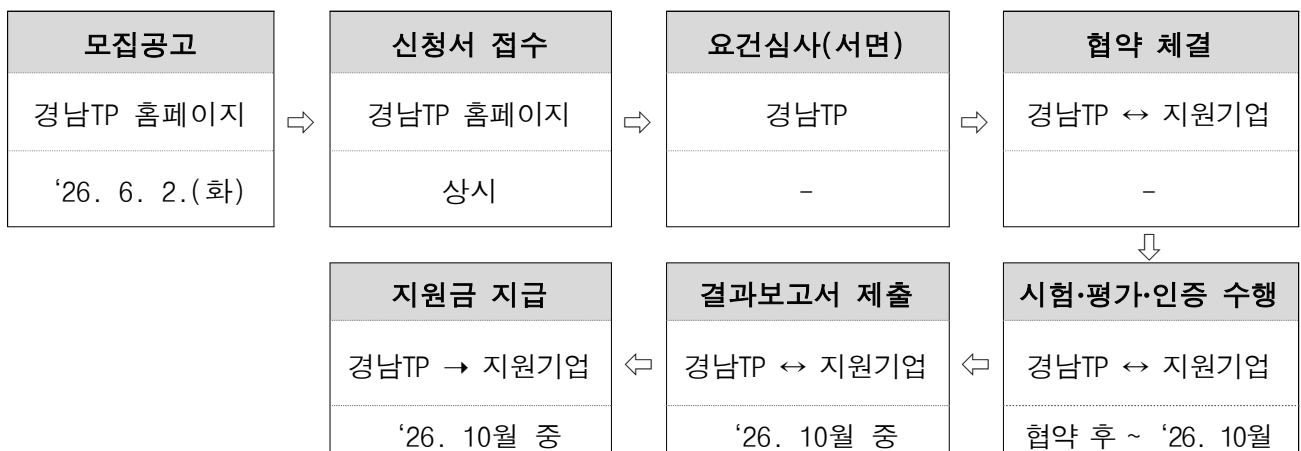 모집공고
경남TP 홈페이지
‘26. 6. 2.(화)
⇨
신청서 접수
경남TP 홈페이지
상시
⇨
요건심사(서면)
경남TP
-
⇨
협약 체결
경남TP ↔ 지원기업
-
⇩
시험·평가·인증 수행
경남TP ↔ 지원기업
협약 후 ~ ‘26. 10월
⇦
결과보고서 제출
경남TP ↔ 지원기업
‘26. 10월 중
⇦
지원금 지급
경남TP → 지원기업
‘26. 10월 중